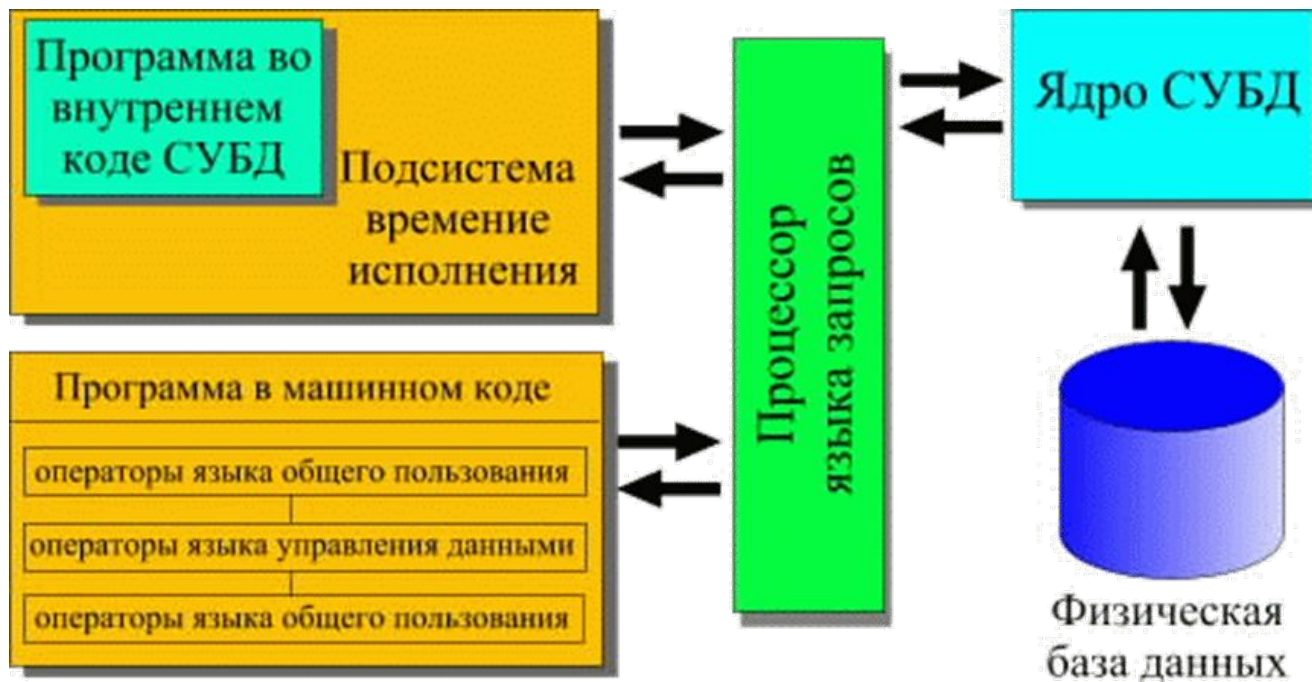 Программа во
внутреннем
коде СУБД
Подсистема
времение
исполнения
Программа в машинном коде
операторы языка общего пользования
операторы языка управления данными
операторы языка общего пользования
Процессор
языка запросов
Ядро СУБД
Физическая
база данных